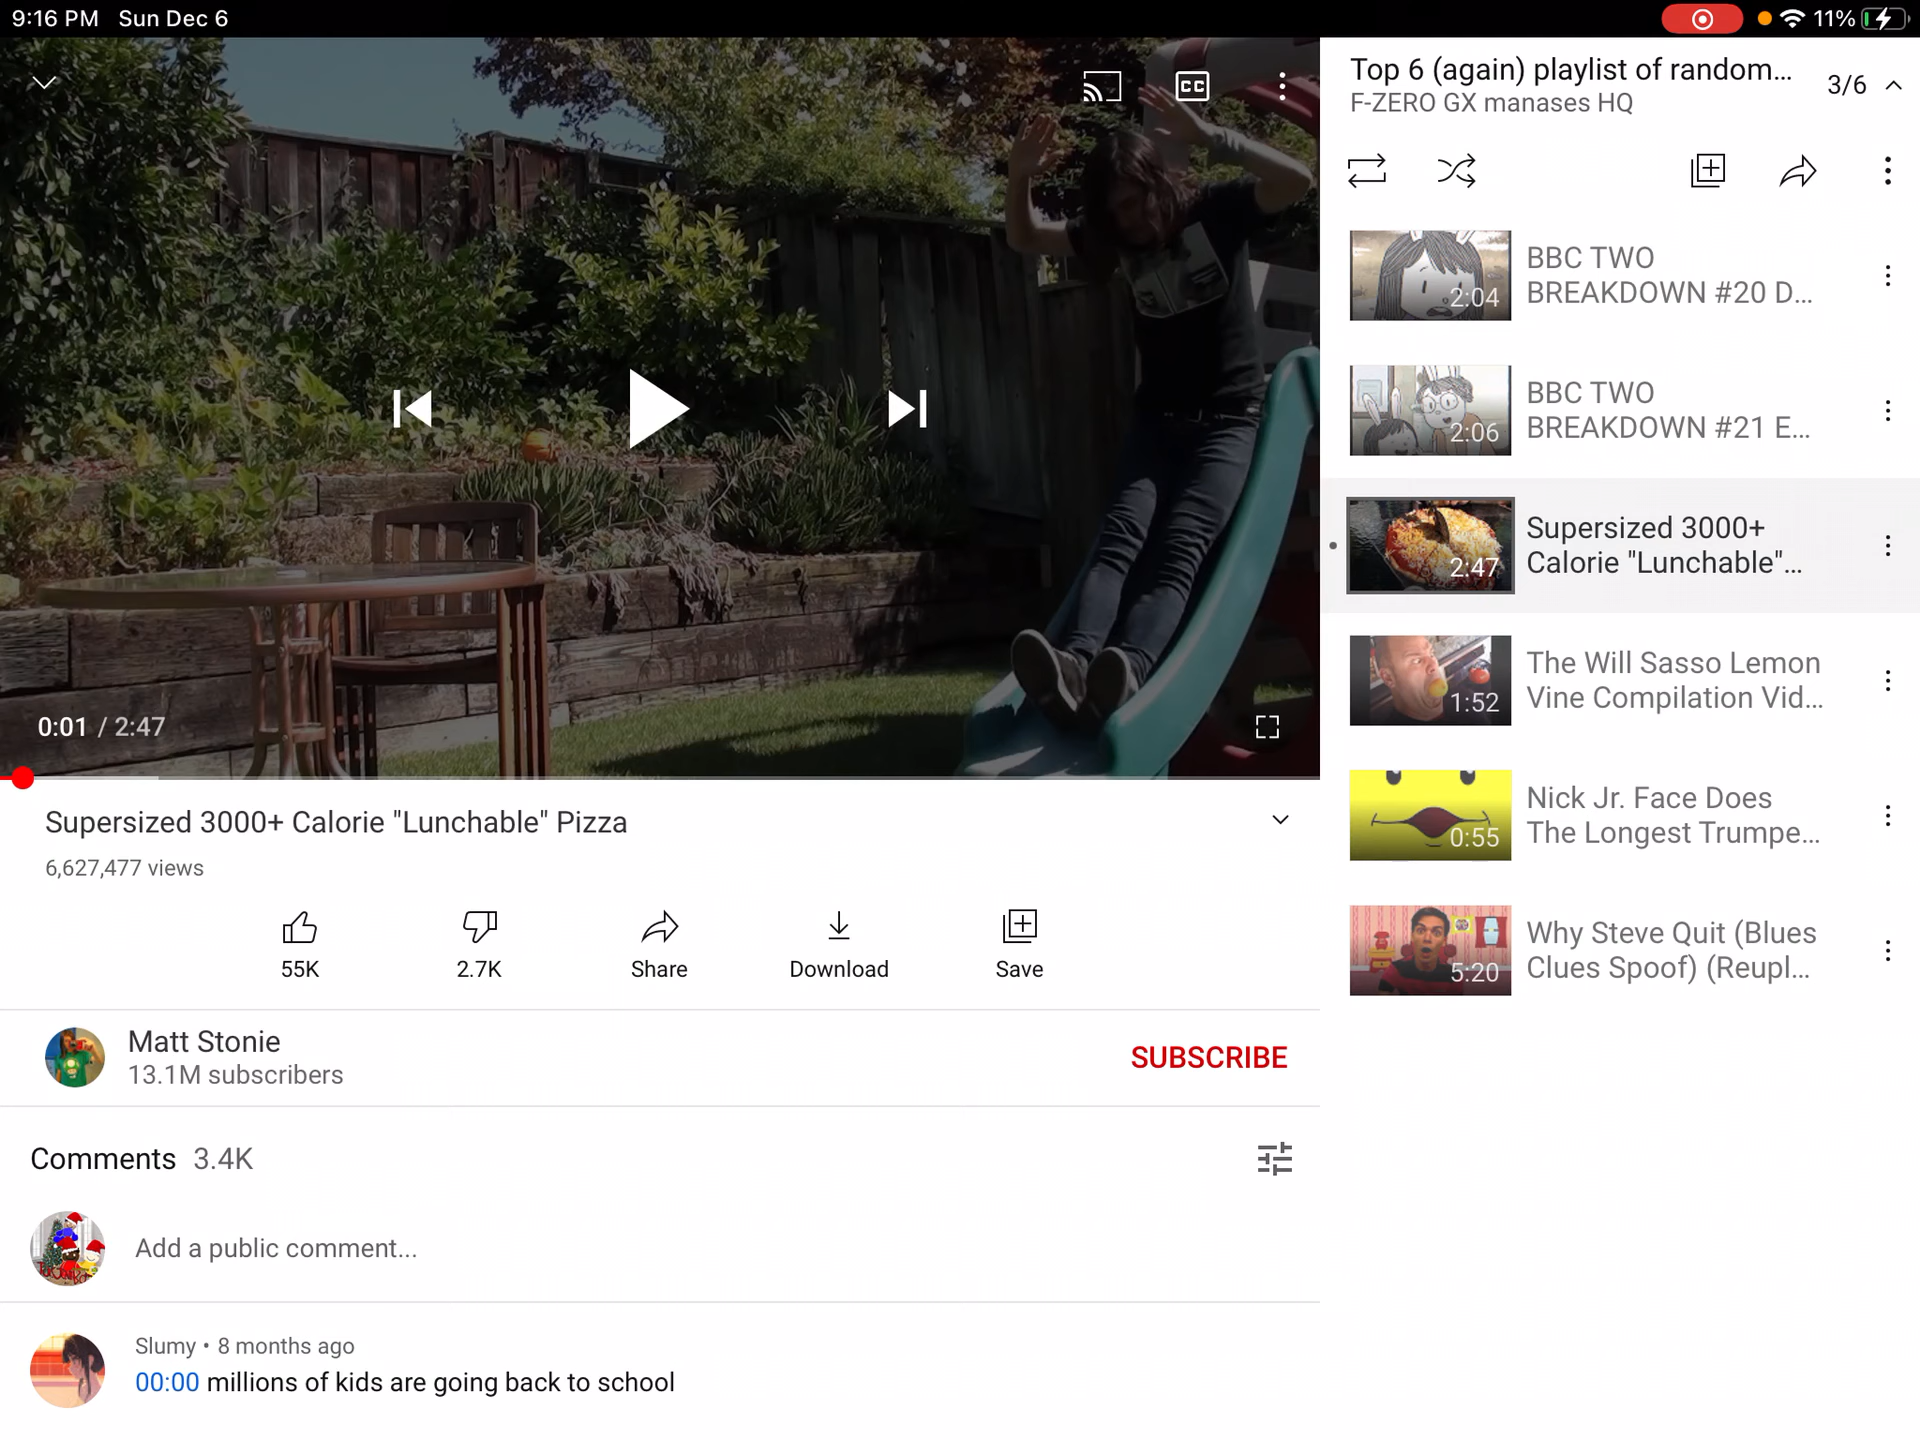 9:16 PM Sun Dec 6
11%
CC
0:01 / 2:47
Supersized 3000+ Calorie "Lunchable" Pizza
6,627,477 views
55K
2.7K
Share
Download
Save
Matt Stonie
13.1M subscribers
SUBSCRIBE
Comments 3.4K
Add a public comment...
Slumy • 8 months ago
00:00 millions of kids are going back to school
Top 6 (again) playlist of random...
F-ZERO GX manases HQ
3/6
2:04
BBC TWO
BREAKDOWN #20 D...
2:06
BBC TWO
BREAKDOWN #21 E...
2:47
Supersized 3000+
Calorie "Lunchable"...
1:52
The Will Sasso Lemon
Vine Compilation Vid...
0:55
Nick Jr. Face Does
The Longest Trumpe...
5:20
Why Steve Quit (Blues
Clues Spoof) (Reupl...